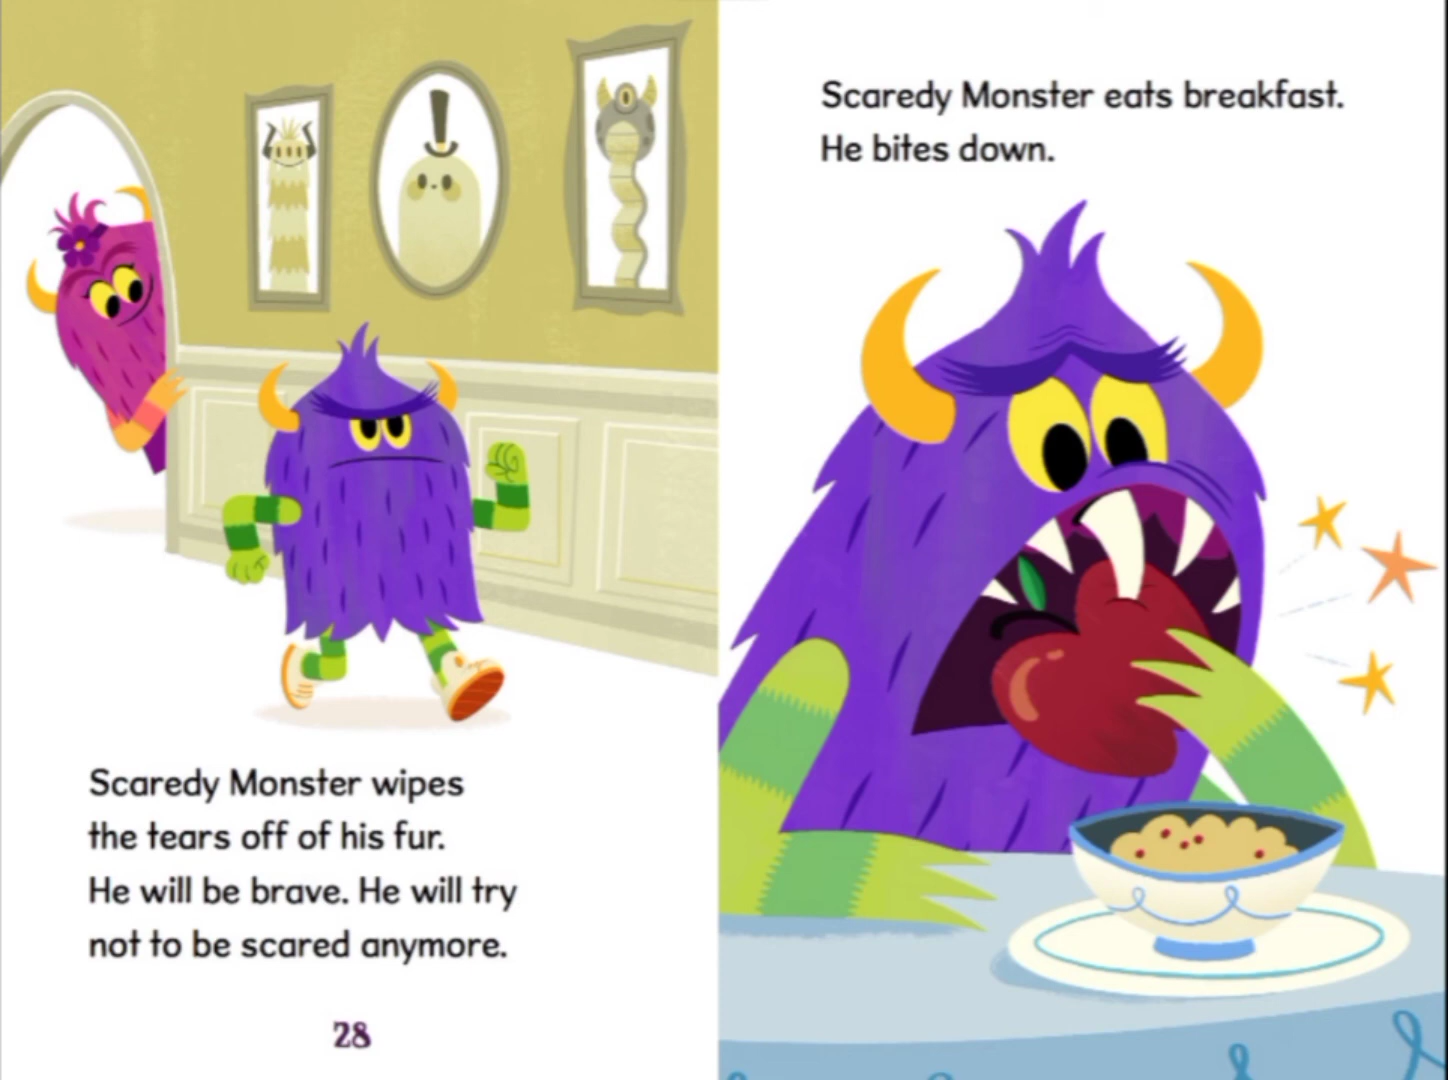 Scaredy Monster wipes
the tears off of his fur.
He will be brave. He will try
not to be scared anymore.
28
Scaredy Monster eats breakfast.
He bites down.